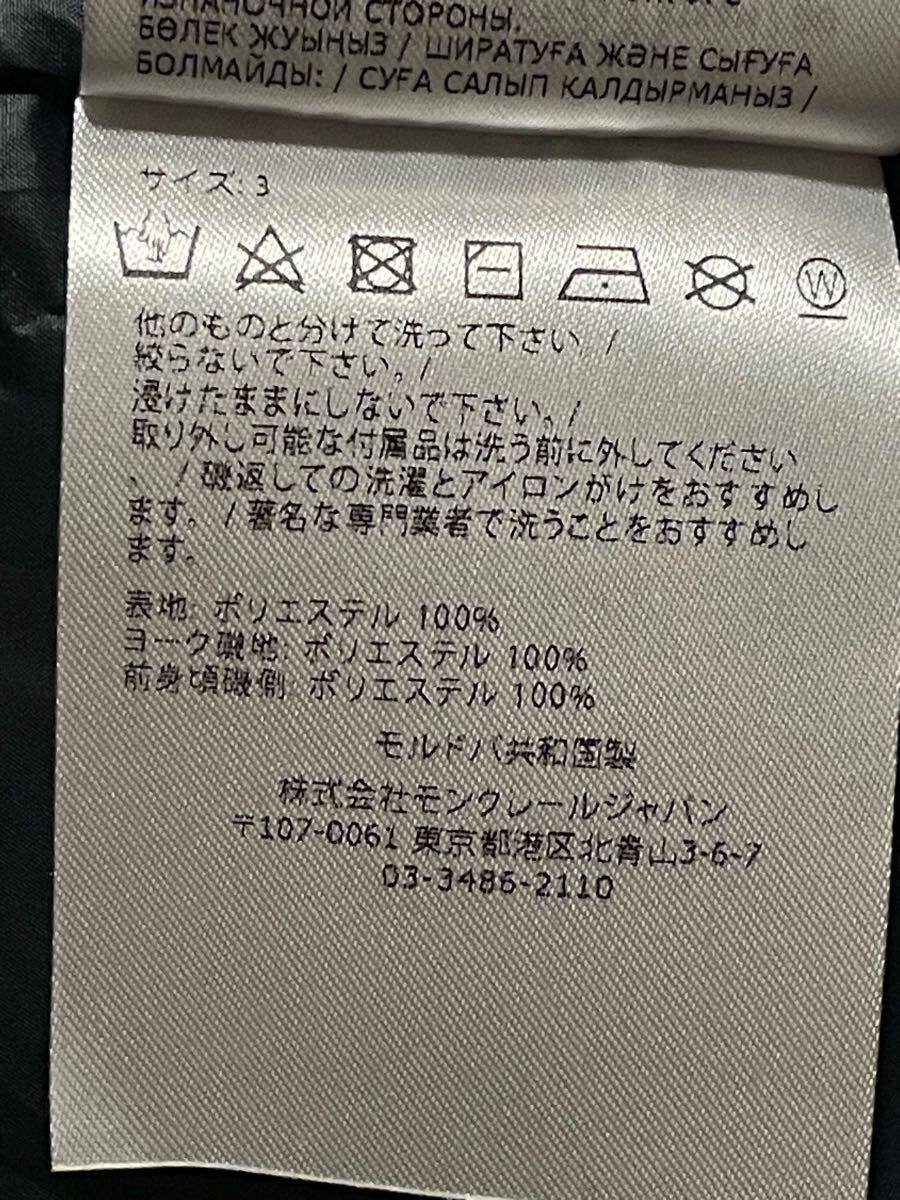 ИЗНАНОЧНОЙ СТОРОНЫ.
БӨЛЕК ЖУЫҢЫЗ / ШИРАТУҒА ЖӘНЕ СЫҒУҒА
БОЛМАЙДЫ: / СУҒА САЛЫП ҚАЛДЫРМАҢЫЗ /
サイズ: 3
W
他のものと分けて洗って下さい。/
絞らないで下さい。/
浸けたままにしないで下さい。/
取り外し可能な付属品は洗う前に外してください
、 / 磯返しての洗濯とアイロンがけをおすすめし
ます。/ 著名な専門業者で洗うことをおすすめし
ます。
表地: ポリエステル 100%
ヨーク磯地: ポリエステル 100%
前身頃磯側: ポリエステル 100%
モルドバ共和国製
株式会社モンクレールジャパン
〒107-0061 東京都港区北青山3-6-7
03-3486-2110